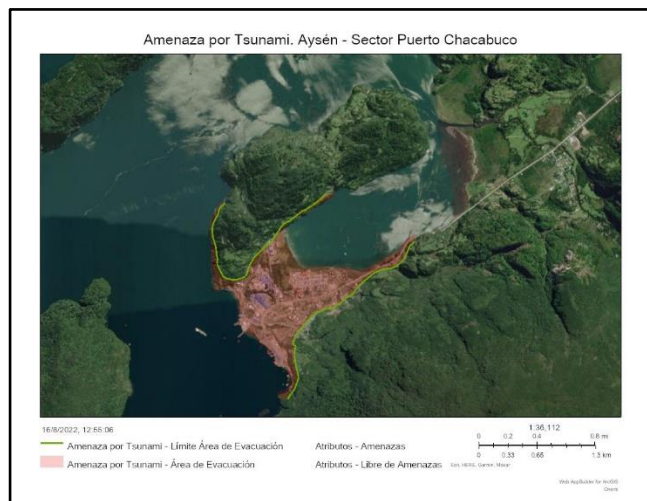 Amenaza por Tsunami. Aysén - Sector Puerto Chacabuco
16/8/2022, 12:55:06
Amenaza por Tsunami - Límite Área de Evacuación
Amenaza por Tsunami - Área de Evacuación
Atributos - Amenazas
Atributos - Libre de Amenazas
1:36,112
0 0.2 0.4 0.8 mi
0 0.33 0.65 1.3 km
Esri, HERE, Garmin, Maxar
Web AppBuilder for ArcGIS
Onemi